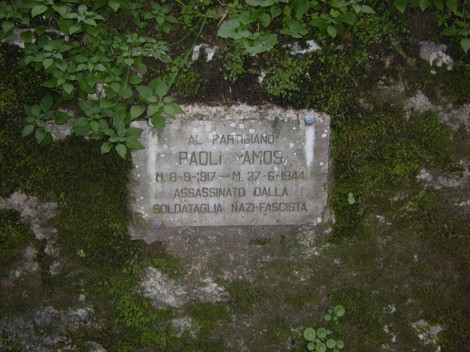 AL PARTIGIANO
PAOLI AMOS
N. 8-9-1917 - M. 27-6-1944
ASSASSINATO DALLA
SOLDATAGLIA NAZI-FASCISTA